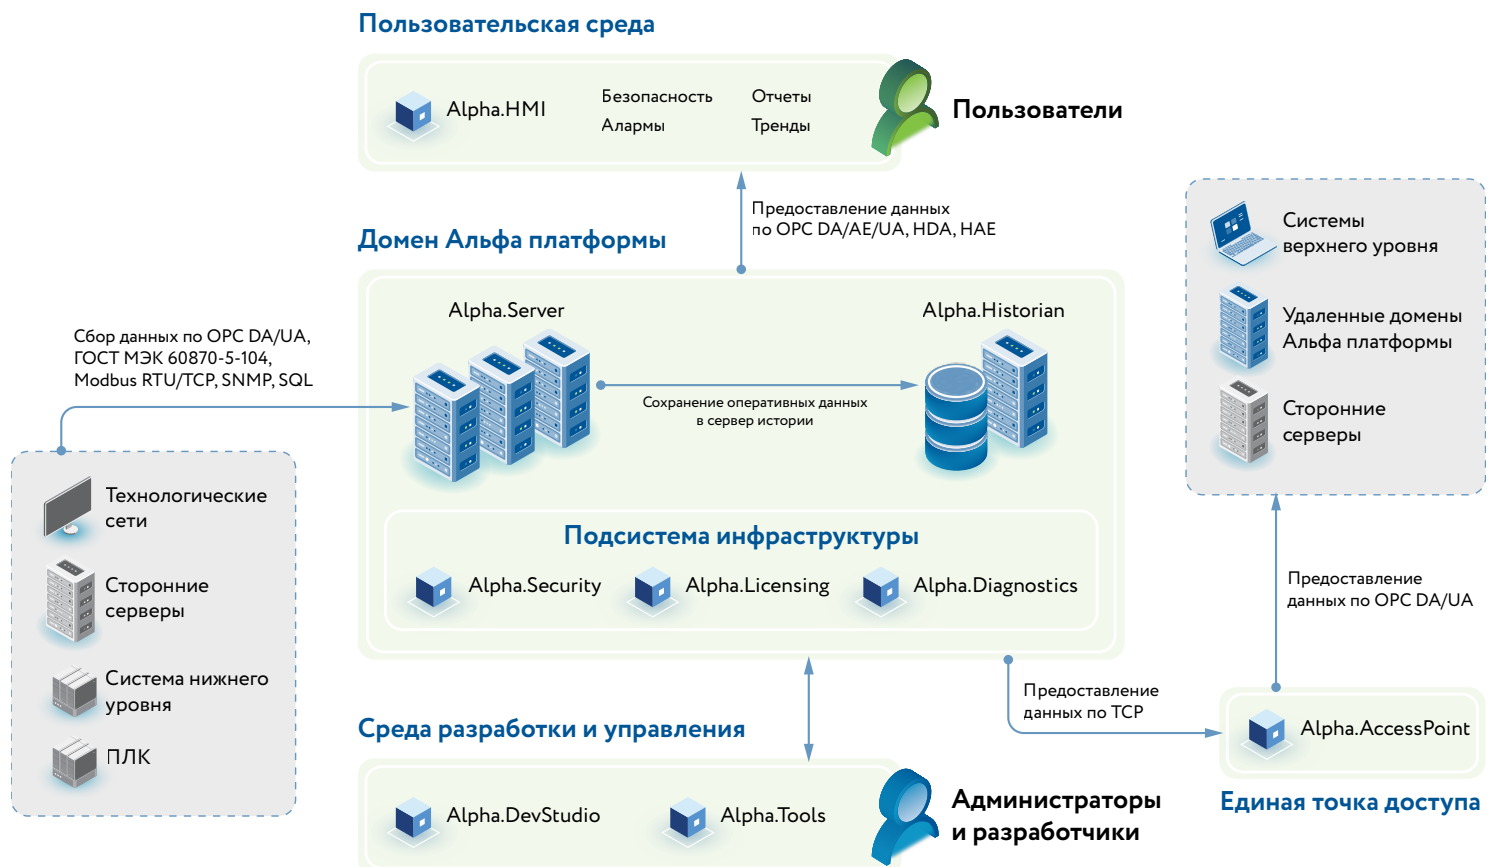 Пользовательская среда
Alpha.HMI
Безопасность
Отчеты
Алармы
Тренды
Пользователи
Предоставление данных
по OPC DA/AE/UA, HDA, HAE
Домен Альфа платформы
Alpha.Server
Alpha.Historian
Сохранение оперативных данных
в сервер истории
Сбор данных по OPC DA/UA,
ГОСТ МЭК 60870-5-104,
Modbus RTU/TCP, SNMP, SQL
Технологические
сети
Сторонние
серверы
Система нижнего
уровня
ПЛК
Подсистема инфраструктуры
Alpha.Security
Alpha.Licensing
Alpha.Diagnostics
Системы
верхнего уровня
Удаленные домены
Альфа платформы
Сторонние
серверы
Предоставление
данных по OPC DA/UA
Предоставление
данных по TCP
Alpha.AccessPoint
Единая точка доступа
Среда разработки и управления
Alpha.DevStudio
Alpha.Tools
Администраторы
и разработчики